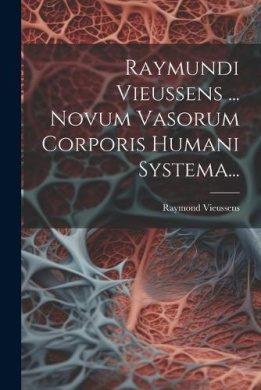 Raymundi
Vieussens ...
Novum Vasorum
Corporis Humani
Systema...
Raymond Vieussens